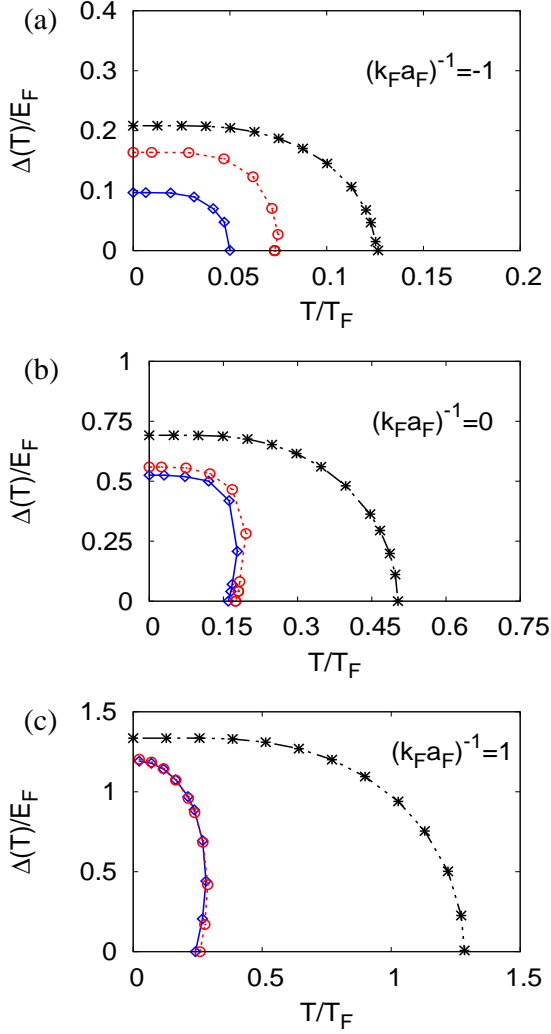 (a)
0.4
0.3
0.2
0.1
0
Δ(T)/E_F
(k_Fa_F)^-1=-1
0 0.05 0.1 0.15 0.2
T/T_F
(b)
1
0.75
0.5
0.25
0
Δ(T)/E_F
(k_Fa_F)^-1=0
0 0.15 0.3 0.45 0.6 0.75
T/T_F
(c)
1.5
1
0.5
0
Δ(T)/E_F
(k_Fa_F)^-1=1
0 0.5 1 1.5
T/T_F